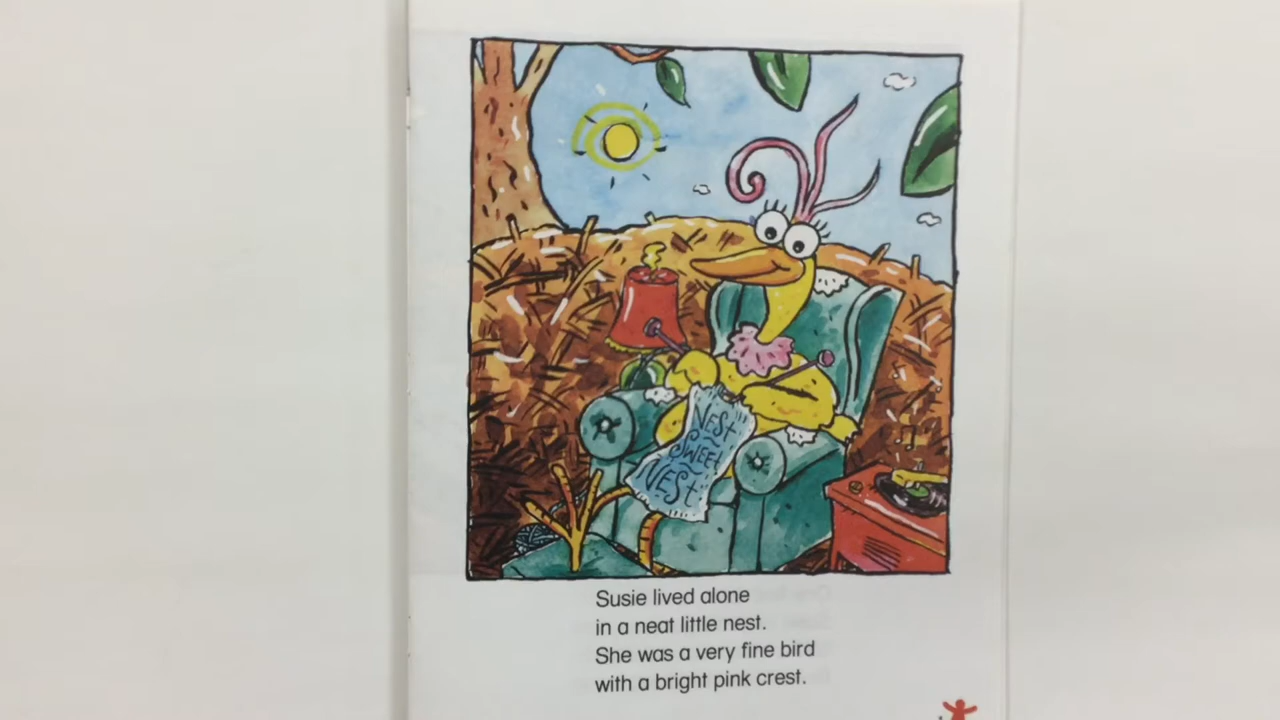 NEST
SWEET
NEST
Susie lived alone
in a neat little nest.
She was a very fine bird
with a bright pink crest.